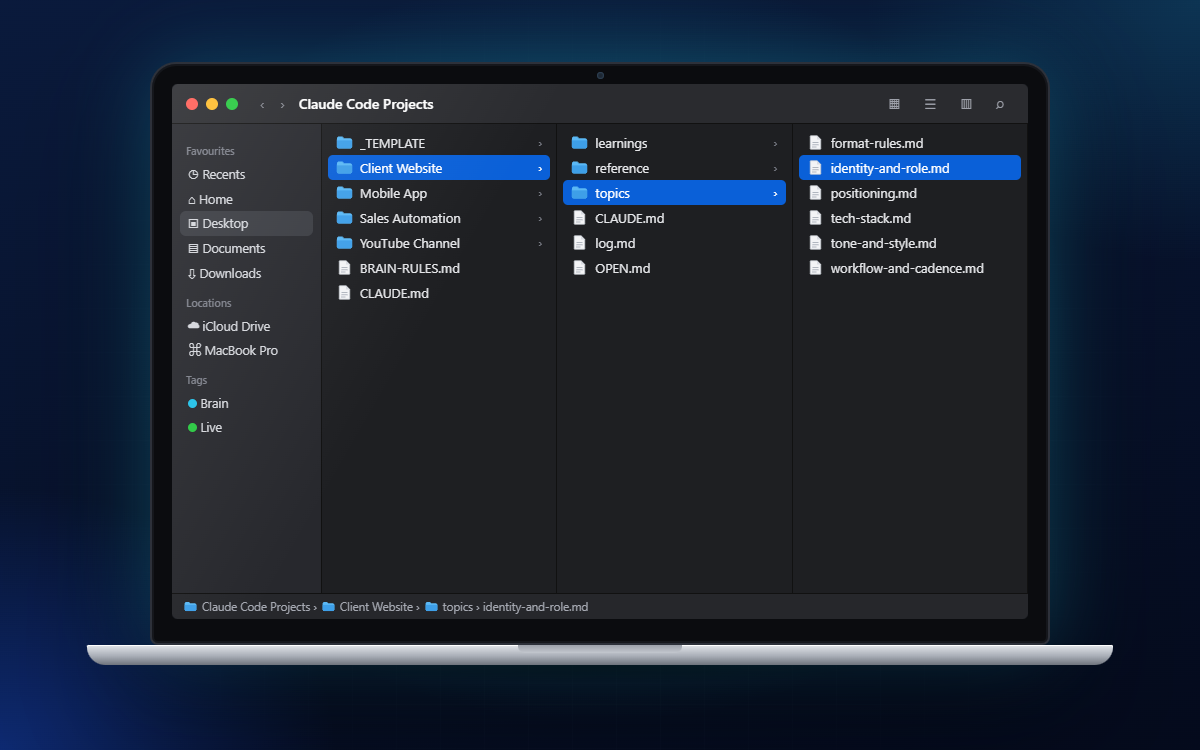 Claude Code Projects
Favourites
Recents
Home
Desktop
Documents
Downloads
Locations
iCloud Drive
MacBook Pro
Tags
Brain
Live
_TEMPLATE
Client Website
Mobile App
Sales Automation
YouTube Channel
BRAIN-RULES.md
CLAUDE.md
learnings
reference
topics
CLAUDE.md
log.md
OPEN.md
format-rules.md
identity-and-role.md
positioning.md
tech-stack.md
tone-and-style.md
workflow-and-cadence.md
Claude Code Projects › Client Website › topics › identity-and-role.md